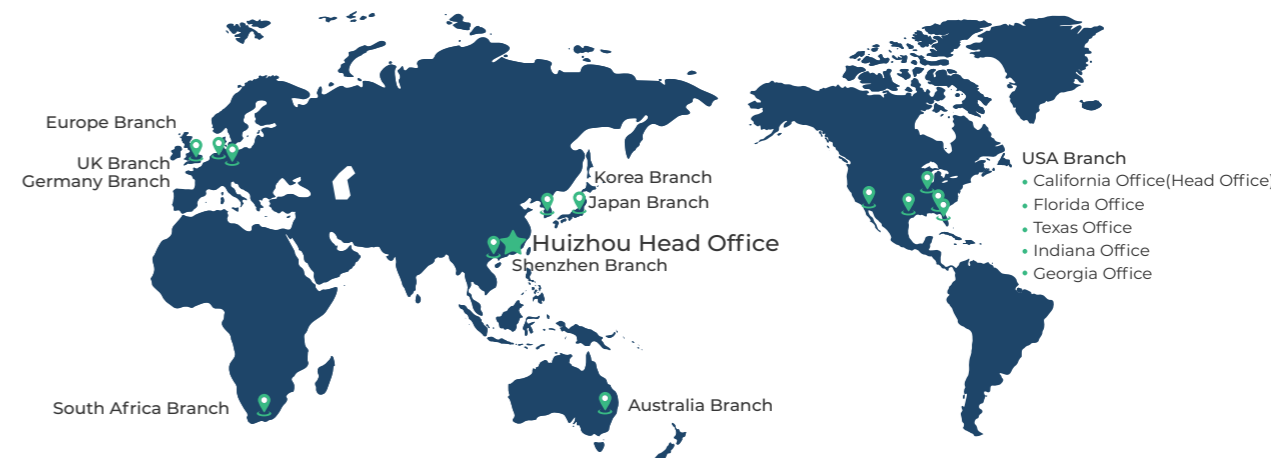 Europe Branch
UK Branch
Germany Branch
Korea Branch
Japan Branch
Huizhou Head Office
Shenzhen Branch
South Africa Branch
Australia Branch
USA Branch
• California Office(Head Office)
• Florida Office
• Texas Office
• Indiana Office
• Georgia Office